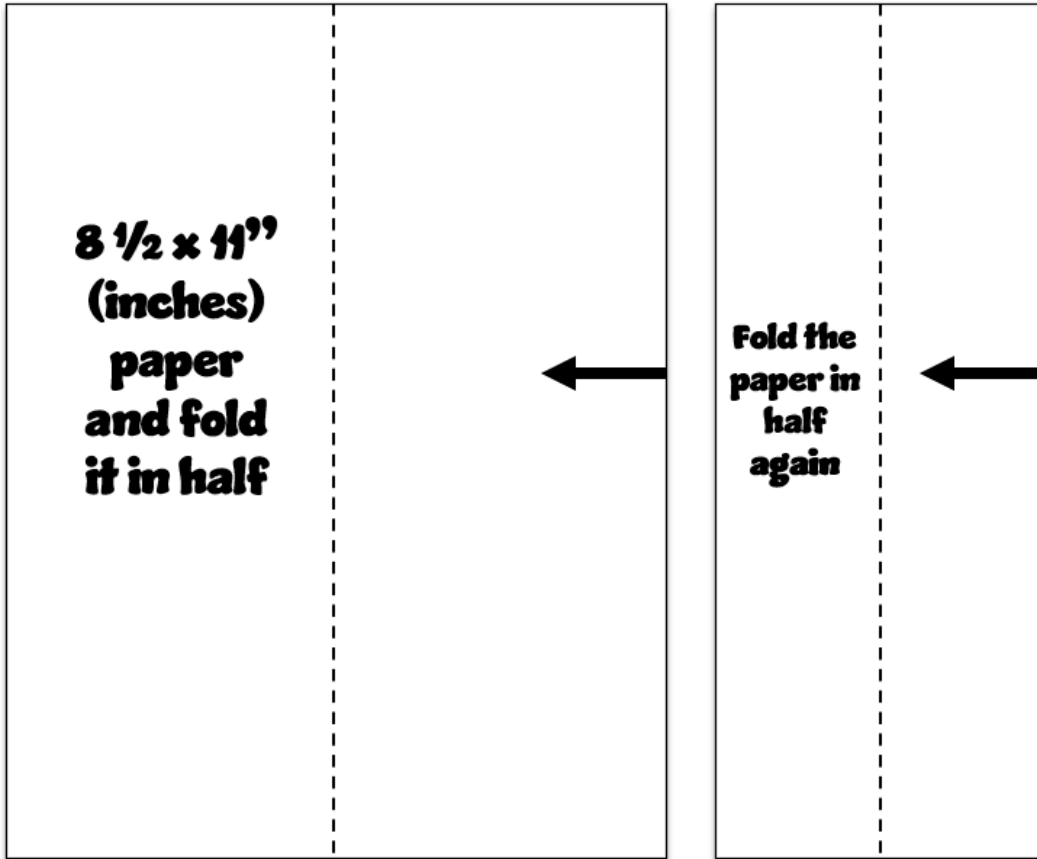 8 ½ x 11”
(inches)
paper
and fold
it in half
Fold the
paper in
half
again